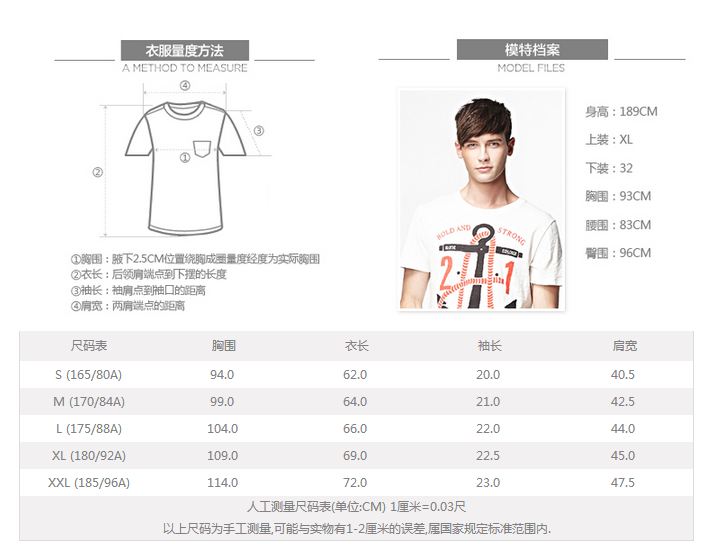 衣服量度方法
A METHOD TO MEASURE
④
③
①
②
①胸围：腋下2.5CM位置绕胸成圈量度经度为实际胸围
②衣长：后领肩端点到下摆的长度
③袖长：袖肩点到袖口的距离
④肩宽：两肩端点的距离
模特档案
MODEL FILES
身高：189CM
上装：XL
下装：32
胸围：93CM
腰围：83CM
臀围：96CM
HOLD AND STRONG
2 1
尺码表 胸围 衣长 袖长 肩宽
S (165/80A) 94.0 62.0 20.0 40.5
M (170/84A) 99.0 64.0 21.0 42.5
L (175/88A) 104.0 66.0 22.0 44.0
XL (180/92A) 109.0 69.0 22.5 45.0
XXL (185/96A) 114.0 72.0 23.0 47.5
人工测量尺码表(单位:CM) 1厘米=0.03尺
以上尺码为手工测量,可能与实物有1-2厘米的误差,属国家规定标准范围内.